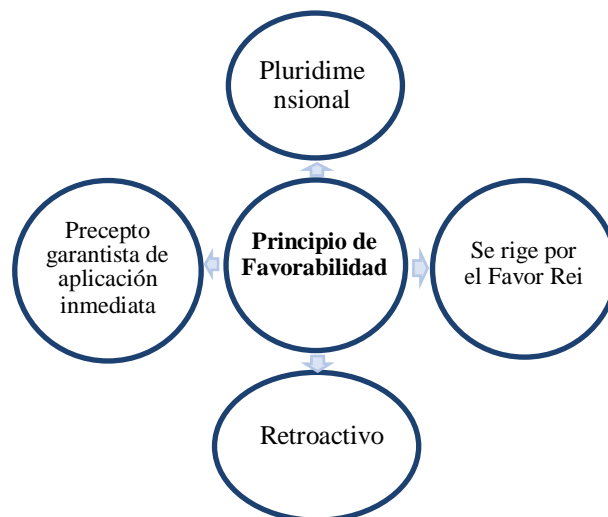 Pluridime
nsional
Precepto
garantista de
aplicación
inmediata
Principio de
Favorabilidad
Se rige por
el Favor Rei
Retroactivo